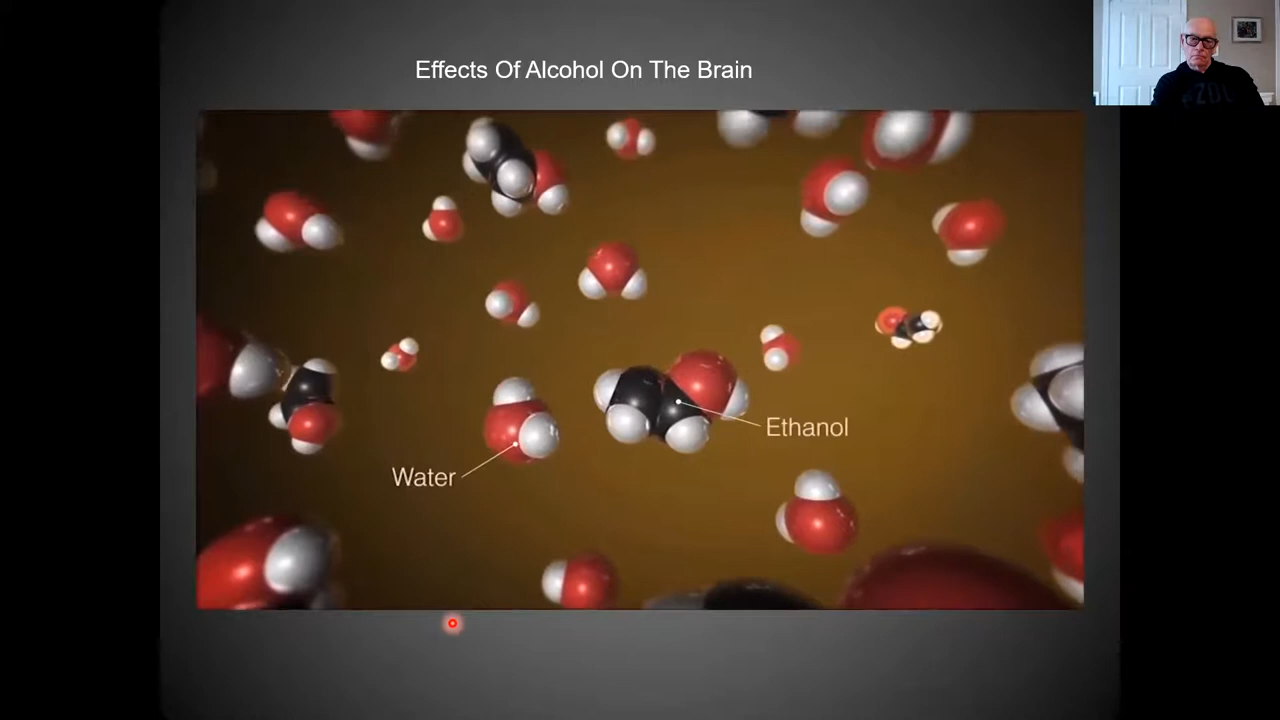 Effects Of Alcohol On The Brain
Ethanol
Water